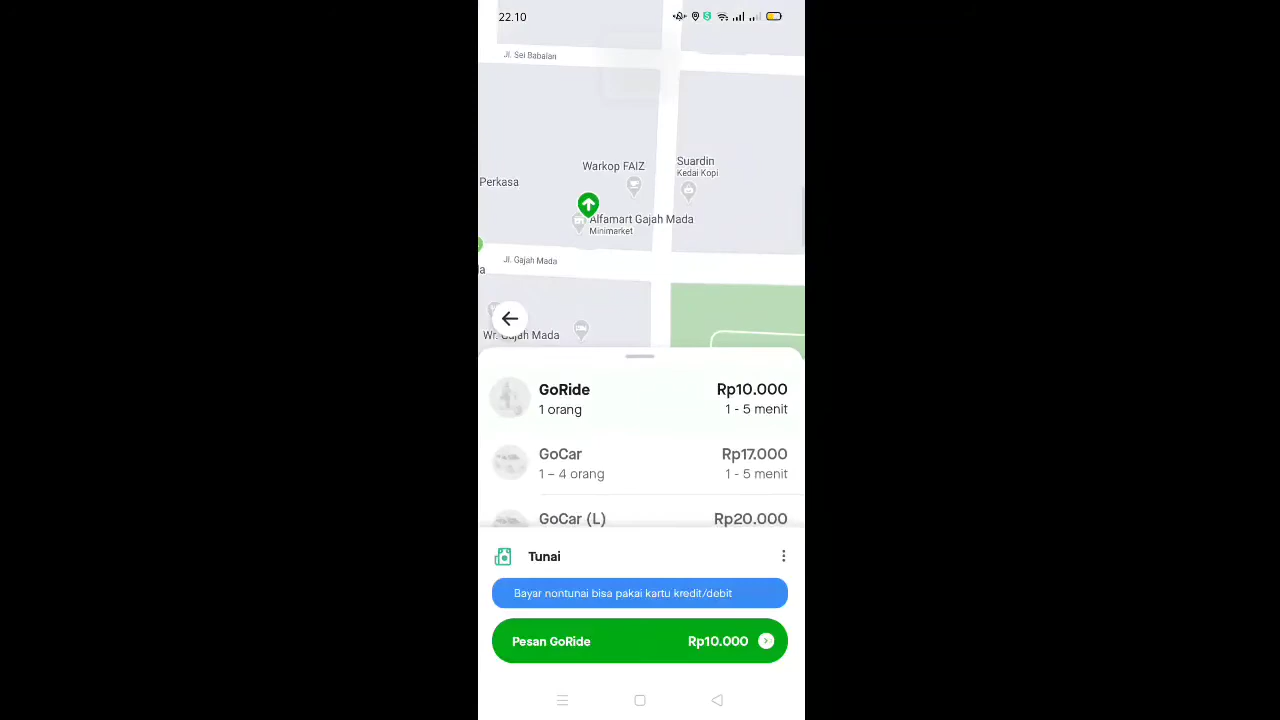 22.10
Jl. Sei Babalan
Warkop FAIZ
Suardin
Kedai Kopi
Perkasa
Alfamart Gajah Mada
Minimarket
Jl. Gajah Mada
la
Wr. Gajah Mada
GoRide Rp10.000
1 orang 1 - 5 menit
GoCar Rp17.000
1 – 4 orang 1 - 5 menit
GoCar (L) Rp20.000
Tunai
Bayar nontunai bisa pakai kartu kredit/debit
Pesan GoRide Rp10.000